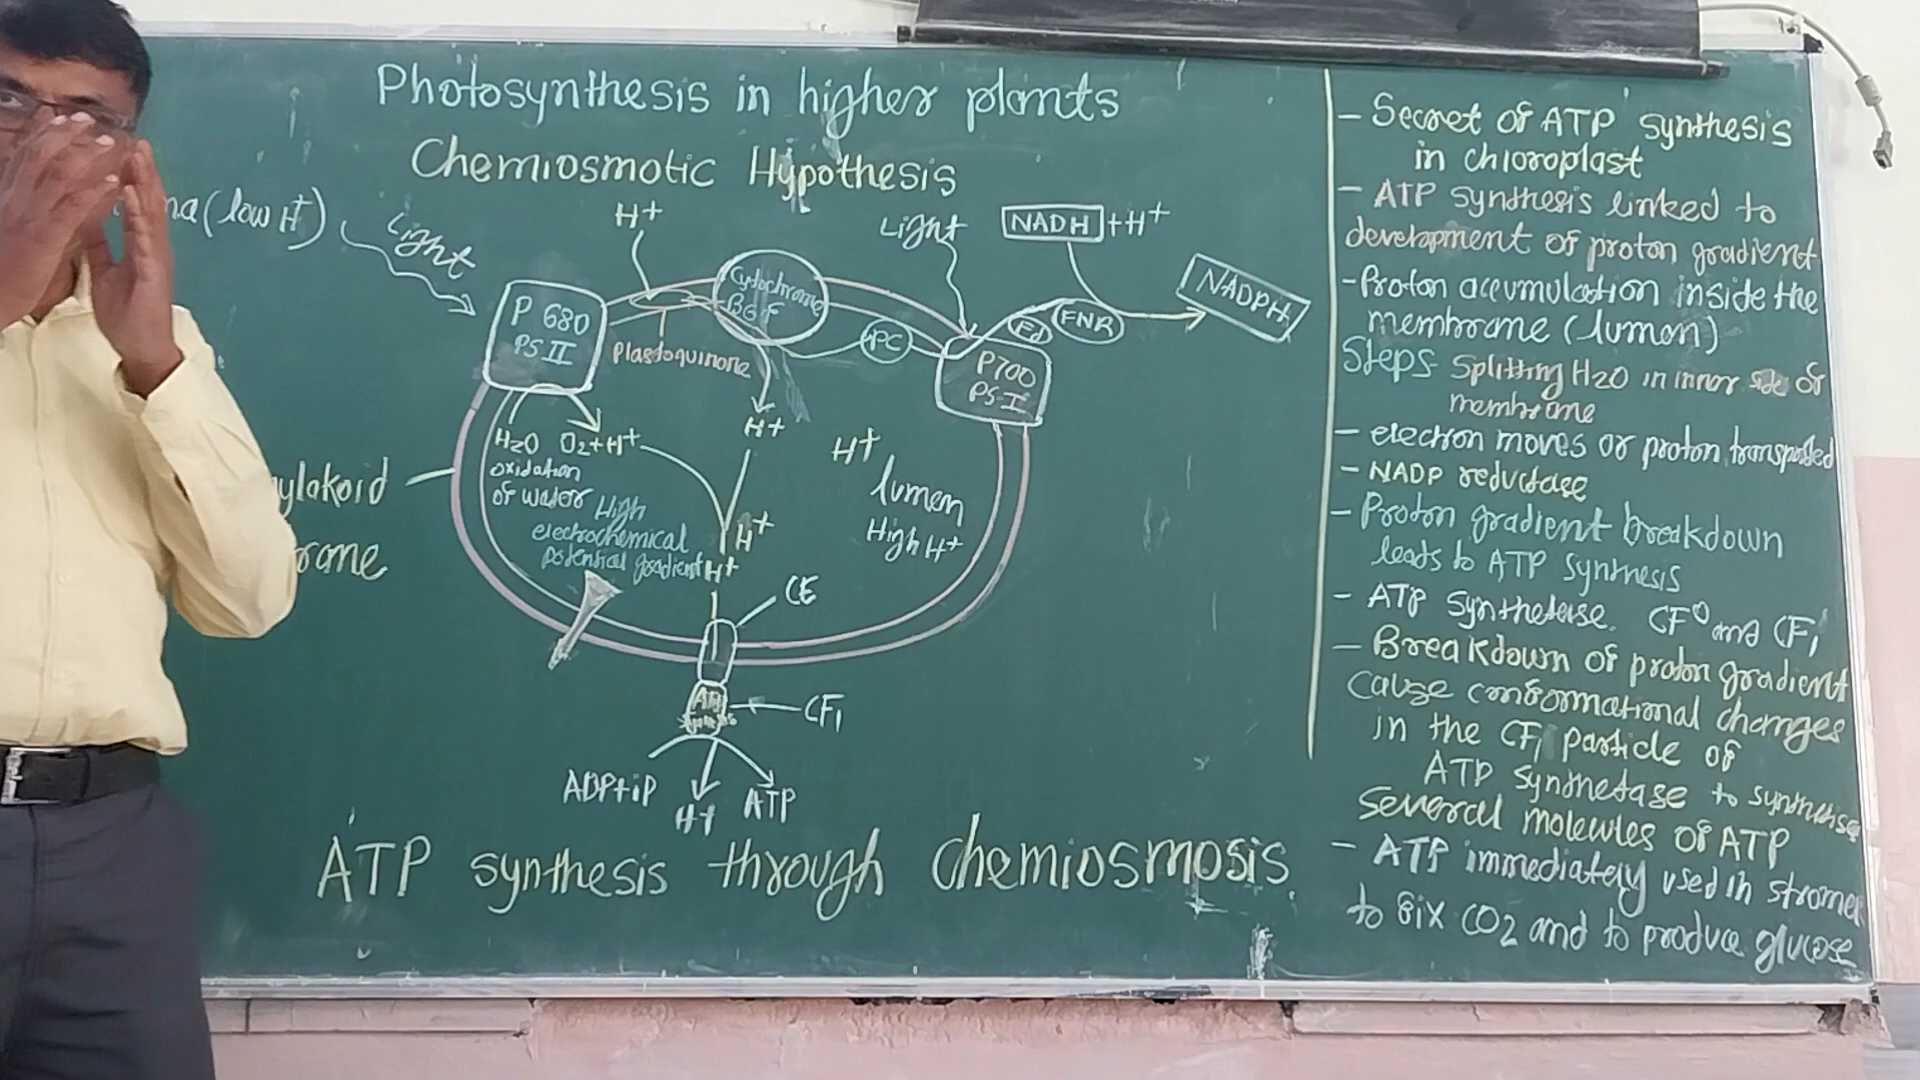 Photosynthesis in higher plants
Chemiosmotic Hypothesis
ma (low H+)
Light
H+
Light
NADH + H+
NADPH
Cytochrome
B6 F
P 680
PS II
Plastoquinone
PC
Fd
FNR
P700
PS-I
H+
H2O O2+H+
oxidation
of water
High
electrochemical
potential gradient
H+
H+
H+
lumen
High H+
ylakoid
rane
CF
ATP
CF1
ADP+iP
H+
ATP
ATP synthesis through chemiosmosis
- Secret of ATP synthesis
in chloroplast
- ATP synthesis linked to
development of proton gradient
- Proton accumulation inside the
membrane (lumen)
Steps- Splitting H2O in inner side of
membrane
- electron moves or proton transported
- NADP reductase
- Proton gradient breakdown
leads to ATP synthesis
- ATP synthetase. CF0 and CF1
- Breakdown of proton gradient
cause conformational changes
in the CF1 particle of
ATP synthetase to synthesise
several molecules of ATP
- ATP immediately used in stroma
to fix CO2 and to produce glucose